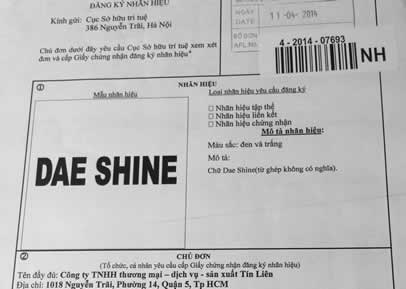 ĐĂNG KÝ NHÃN HIỆU
Kính gửi: Cục Sở hữu trí tuệ
386 Nguyễn Trãi, Hà Nội
Chủ đơn dưới đây yêu cầu Cục Sở hữu trí tuệ xem xét
đơn và cấp Giấy chứng nhận đăng ký nhãn hiệu*
NGÀY
DATE
11-04-2014
SỐ ĐƠN
4-2014-07693
NH
① NHÃN HIỆU
Mẫu nhãn hiệu
DAE SHINE
Loại nhãn hiệu yêu cầu đăng ký
□ Nhãn hiệu tập thể
□ Nhãn hiệu liên kết
□ Nhãn hiệu chứng nhận
Mô tả nhãn hiệu:
Màu sắc: đen và trắng
Mô tả:
Chữ Dae Shine(từ ghép không có nghĩa).
② CHỦ ĐƠN
(Tổ chức, cá nhân yêu cầu cấp Giấy chứng nhận đăng ký nhãn hiệu)
Tên đầy đủ: Công ty TNHH thương mại – dịch vụ - sản xuất Tín Liên
Địa chỉ: 1018 Nguyễn Trãi, Phường 14, Quận 5, Tp HCM